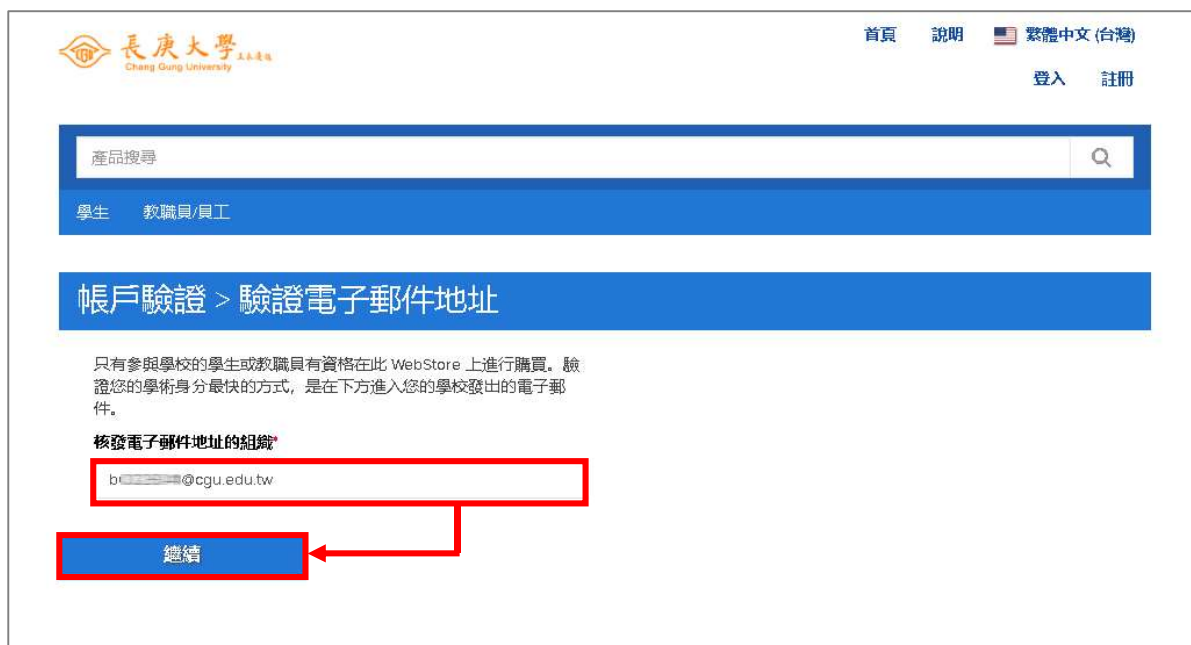 長庚大學
Chang Gung University
首頁 說明 繁體中文 (台灣)
登入 註冊
產品搜尋
學生 教職員/員工
帳戶驗證 > 驗證電子郵件地址
只有參與學校的學生或教職員有資格在此 WebStore 上進行購買。驗
證您的學術身分最快的方式，是在下方進入您的學校發出的電子郵
件。
核發電子郵件地址的組織*
b @cgu.edu.tw
繼續